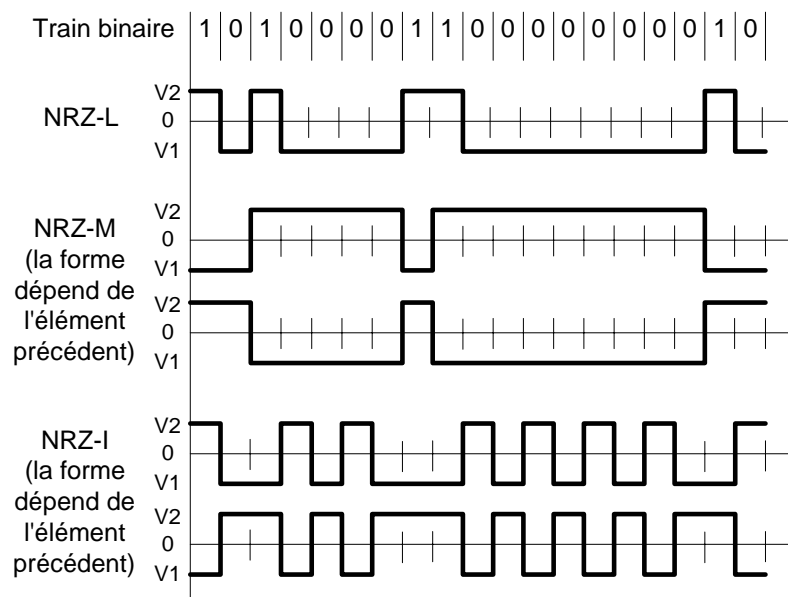 Train binaire 1 0 1 0 0 0 0 1 1 0 0 0 0 0 0 0 0 1 0
V2
NRZ-L 0
V1
V2
NRZ-M 0
(la forme V1
dépend de V2
l'élément 0
précédent) V1
V2
NRZ-I 0
(la forme V1
dépend de V2
l'élément 0
précédent) V1